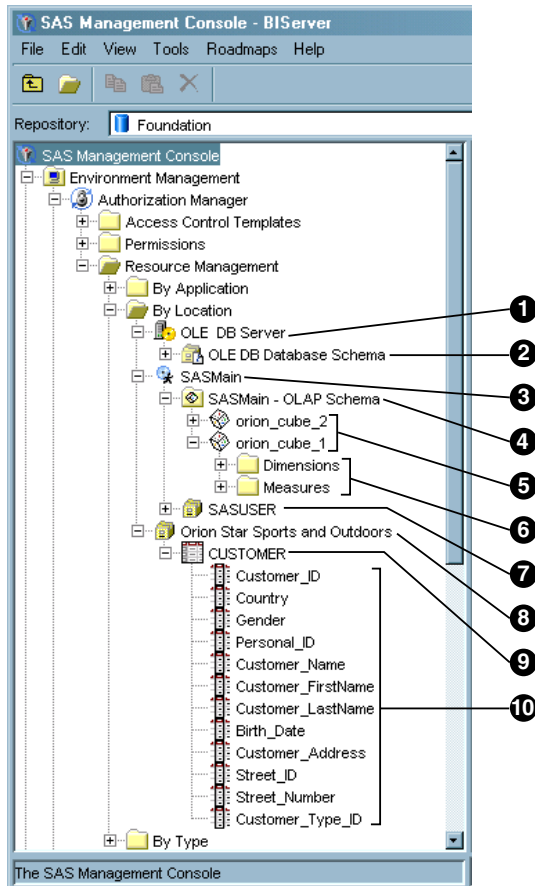 SAS Management Console - BIServer
File Edit View Tools Roadmaps Help
Repository: Foundation
SAS Management Console
Environment Management
Authorization Manager
Access Control Templates
Permissions
Resource Management
By Application
By Location
OLE DB Server 1
OLE DB Database Schema 2
SASMain 3
SASMain - OLAP Schema 4
orion_cube_2
orion_cube_1
5
Dimensions
Measures
6
SASUSER 7
Orion Star Sports and Outdoors 8
CUSTOMER 9
Customer_ID
Country
Gender
Personal_ID
Customer_Name
Customer_FirstName
Customer_LastName 10
Birth_Date
Customer_Address
Street_ID
Street_Number
Customer_Type_ID
By Type
The SAS Management Console